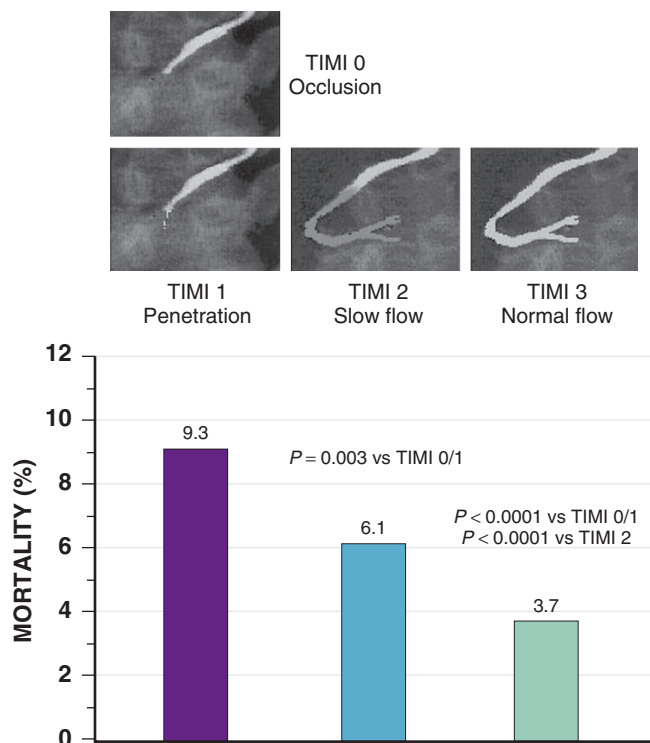 TIMI 0
Occlusion
TIMI 1
Penetration
TIMI 2
Slow flow
TIMI 3
Normal flow
MORTALITY (%)
12
10
8
6
4
2
0
9.3
P = 0.003 vs TIMI 0/1
6.1
P < 0.0001 vs TIMI 0/1
P < 0.0001 vs TIMI 2
3.7